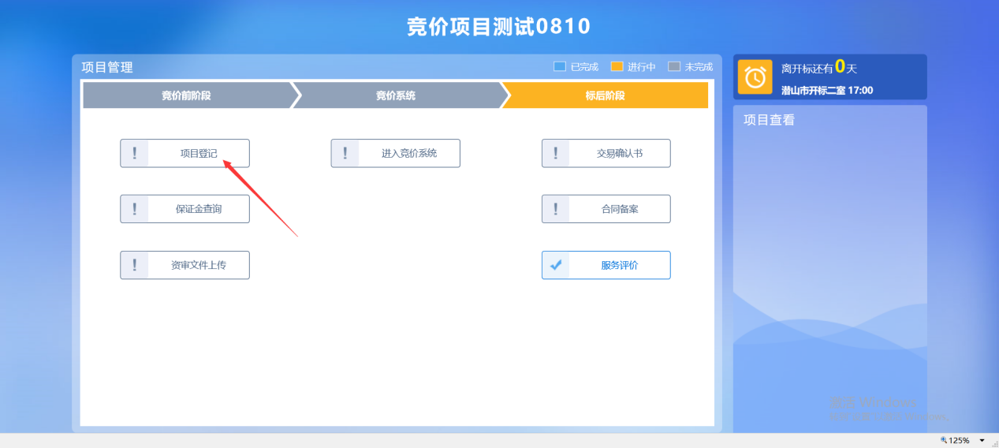 竞价项目测试0810
项目管理
已完成 进行中 未完成
竞价前阶段 竞价系统 标后阶段
! 项目登记
! 进入竞价系统
! 交易确认书
! 保证金查询
! 合同备案
! 资审文件上传
服务评价
离开标还有0天
潜山市开标二室 17:00
项目查看
激活 Windows
125%